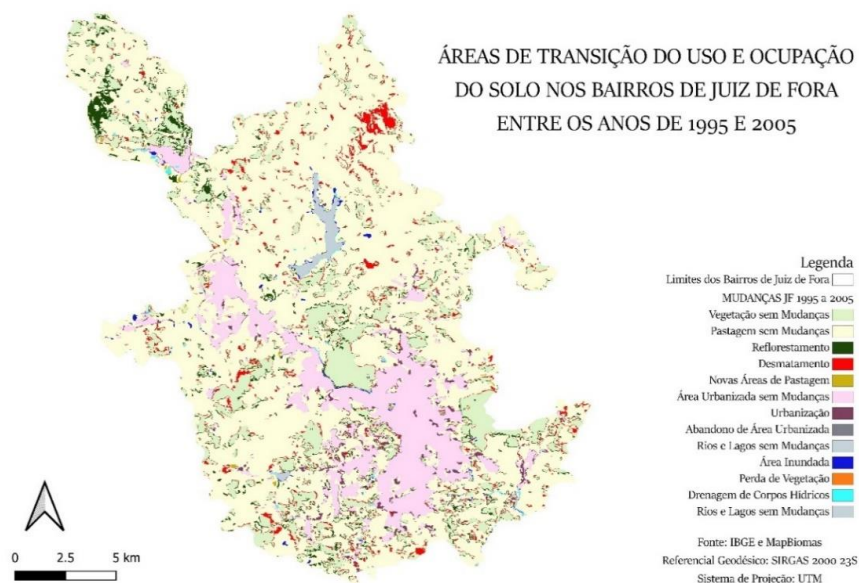 ÁREAS DE TRANSIÇÃO DO USO E OCUPAÇÃO
DO SOLO NOS BAIRROS DE JUIZ DE FORA
ENTRE OS ANOS DE 1995 E 2005
Legenda
Limites dos Bairros de Juiz de Fora
MUDANÇAS JF 1995 a 2005
Vegetação sem Mudanças
Pastagem sem Mudanças
Reflorestamento
Desmatamento
Novas Áreas de Pastagem
Área Urbanizada sem Mudanças
Urbanização
Abandono de Área Urbanizada
Rios e Lagos sem Mudanças
Área Inundada
Perda de Vegetação
Drenagem de Corpos Hídricos
Rios e Lagos sem Mudanças
0 2.5 5 km
Fonte: IBGE e MapBiomas
Referencial Geodésico: SIRGAS 2000 23S
Sistema de Projeção: UTM